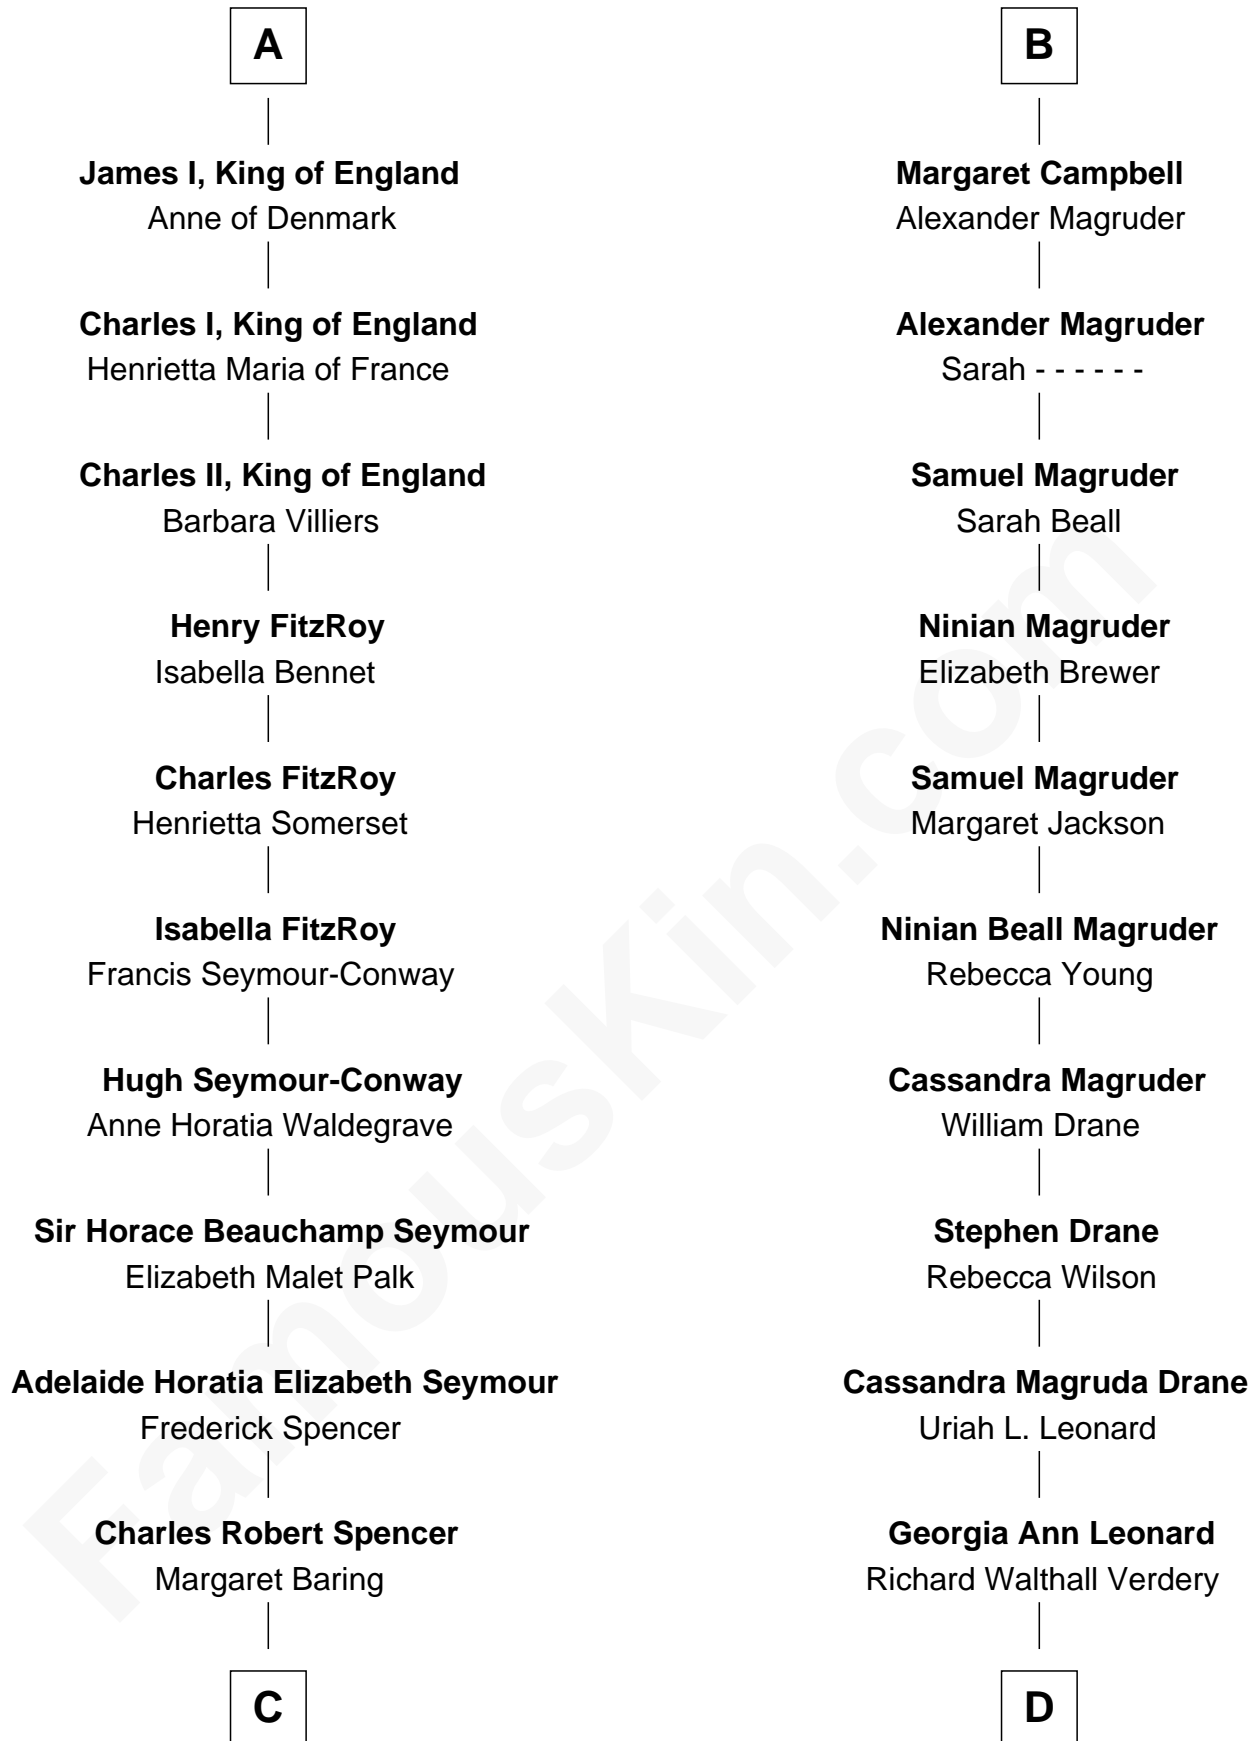 A
James I, King of England
Anne of Denmark
Charles I, King of England
Henrietta Maria of France
Charles II, King of England
Barbara Villiers
Henry FitzRoy
Isabella Bennet
Charles FitzRoy
Henrietta Somerset
Isabella FitzRoy
Francis Seymour-Conway
Hugh Seymour-Conway
Anne Horatia Waldegrave
Sir Horace Beauchamp Seymour
Elizabeth Malet Palk
Adelaide Horatia Elizabeth Seymour
Frederick Spencer
Charles Robert Spencer
Margaret Baring
C
B
Margaret Campbell
Alexander Magruder
Alexander Magruder
Sarah - - - - - -
Samuel Magruder
Sarah Beall
Ninian Magruder
Elizabeth Brewer
Samuel Magruder
Margaret Jackson
Ninian Beall Magruder
Rebecca Young
Cassandra Magruder
William Drane
Stephen Drane
Rebecca Wilson
Cassandra Magruda Drane
Uriah L. Leonard
Georgia Ann Leonard
Richard Walthall Verdery
D
FamousKin.com